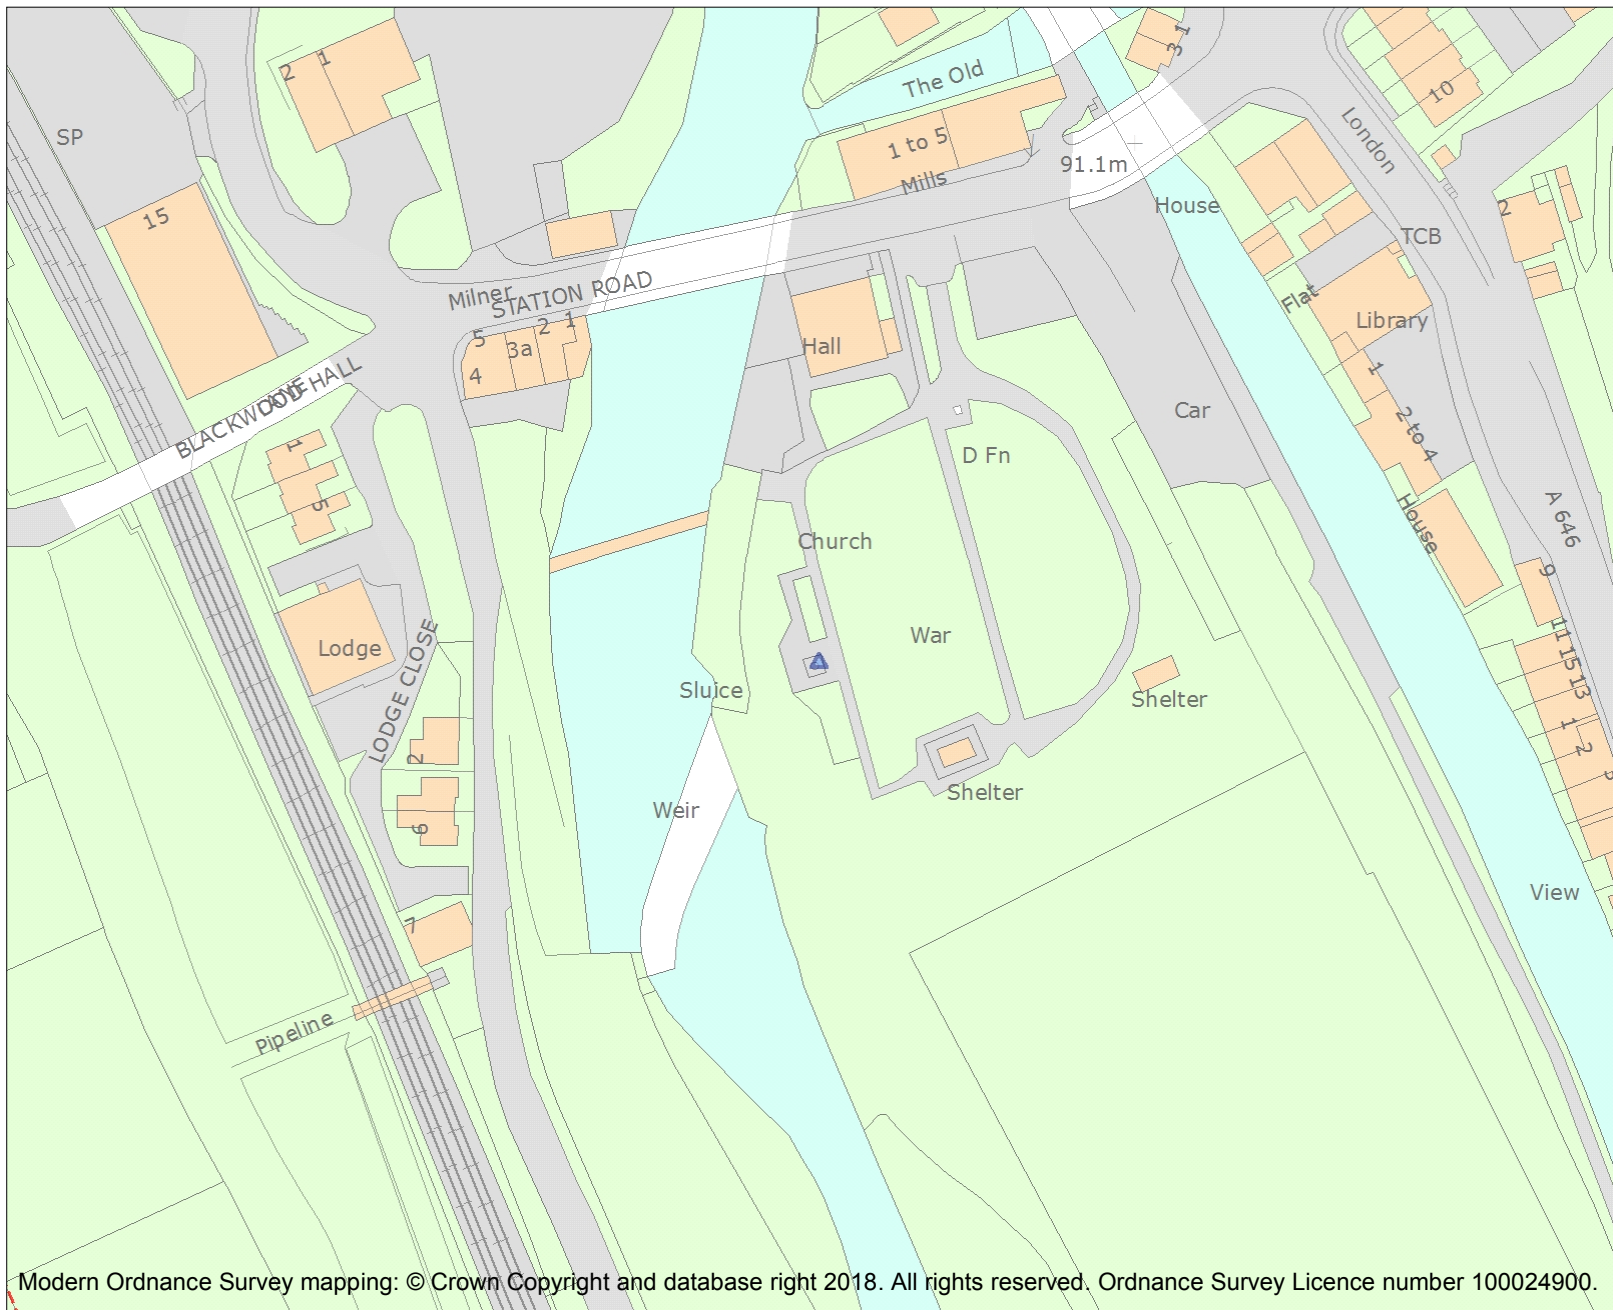 2 1
SP
The Old
3 1
10
London
1 to 5
Mills
91.1m
House
15
2
TCB
Milner
STATION ROAD
Flat
Library
5
3a
2
1
4
Hall
BLACKWOOD HALL
LANE
1
5
Car
1
2 to 4
D Fn
House
A 646
Church
9
War
Lodge
LODGE CLOSE
Sluice
Shelter
11
15
13
1
2
2
Shelter
Weir
6
View
7
Pipeline
Modern Ordnance Survey mapping: © Crown Copyright and database right 2018. All rights reserved. Ordnance Survey Licence number 100024900.